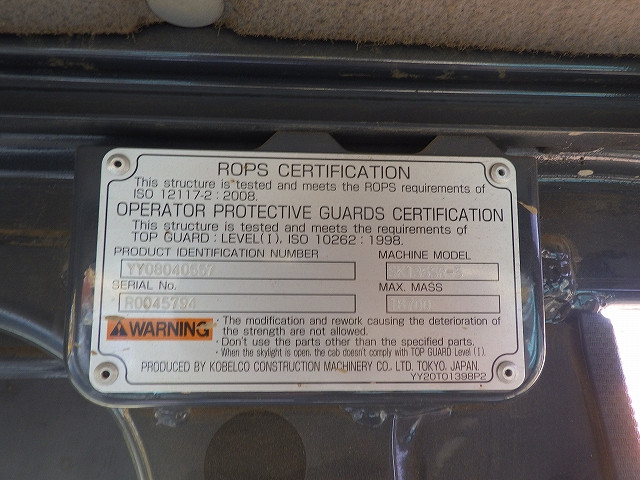 ROPS CERTIFICATION
This structure is tested and meets the ROPS requirements of
ISO 12117-2 : 2008.
OPERATOR PROTECTIVE GUARDS CERTIFICATION
This structure is tested and meets the requirements of
TOP GUARD : LEVEL(I). ISO 10262 : 1998.
PRODUCT IDENTIFICATION NUMBER
YY08040557
MACHINE MODEL
SERIAL No.
R0045794
MAX. MASS
WARNING
· The modification and rework causing the deterioration of
the strength are not allowed.
· Don't use the parts other than the specified parts.
· When the skylight is open, the cab doesn't comply with TOP GUARD Level (I).
PRODUCED BY KOBELCO CONSTRUCTION MACHINERY CO., LTD. TOKYO. JAPAN.
YY20T01398P2